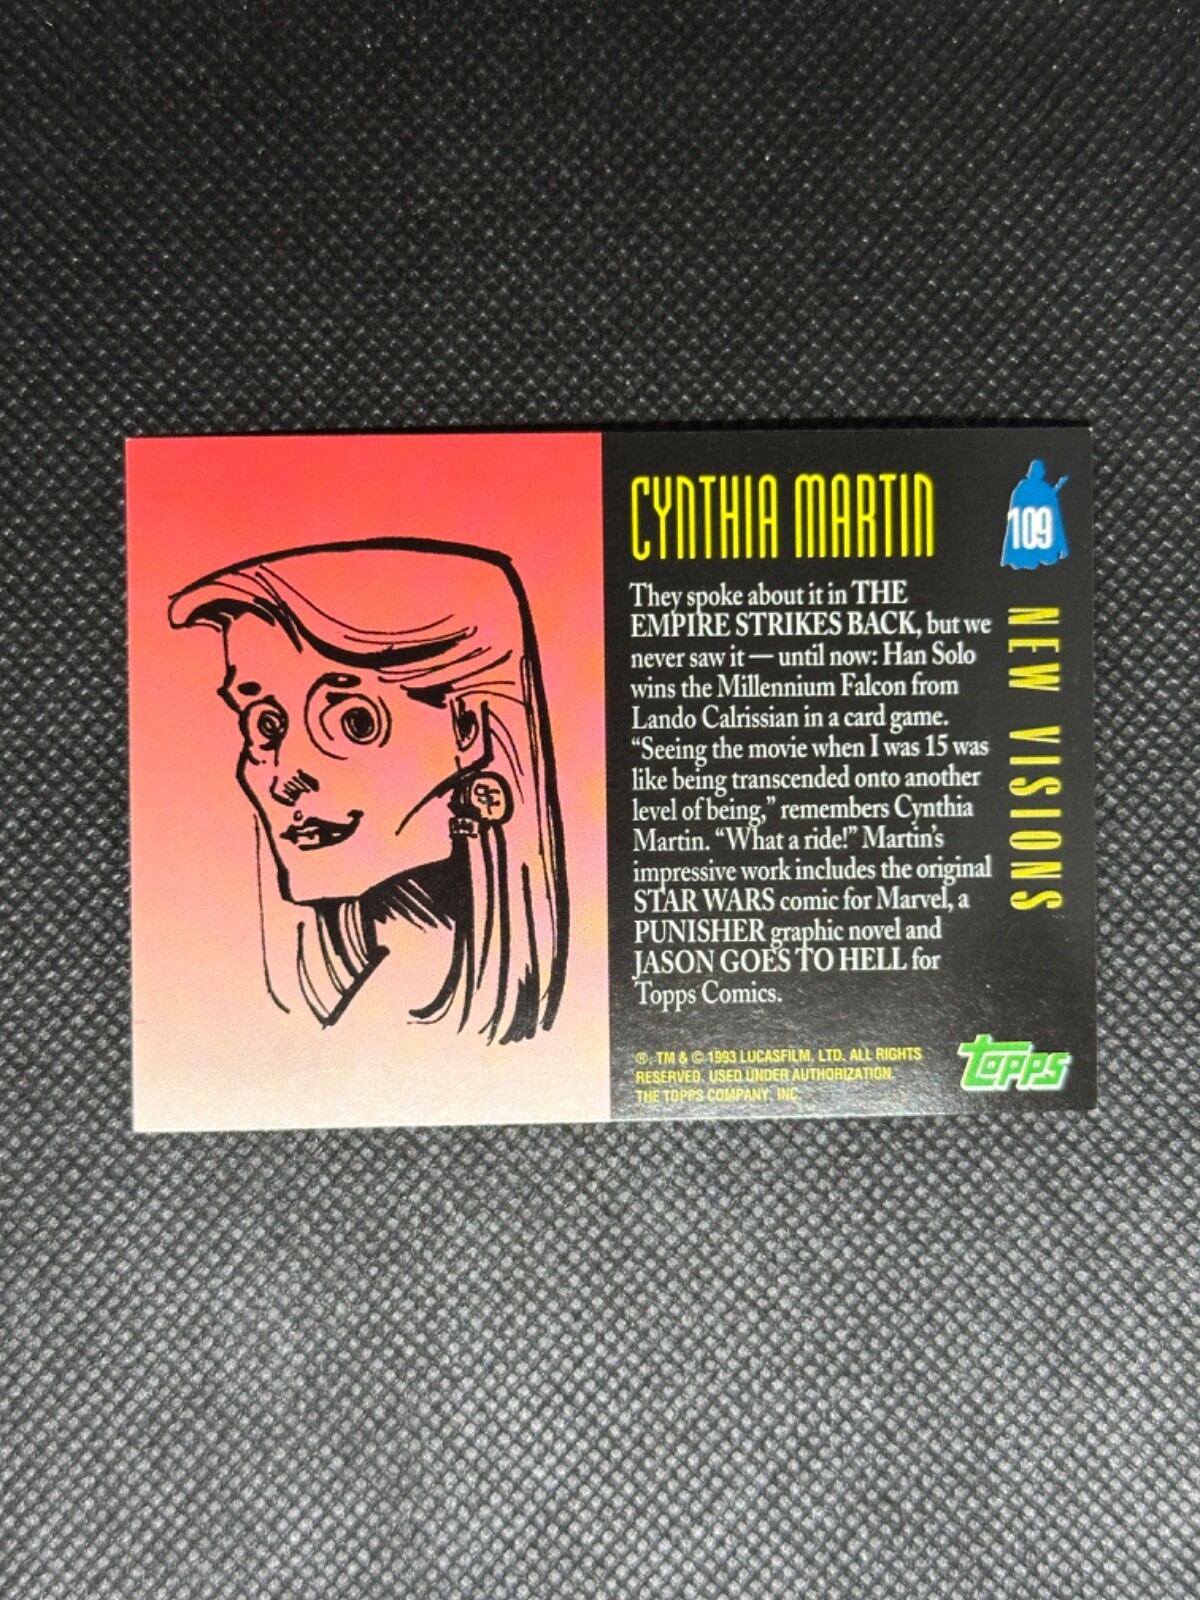 CYNTHIA MARTIN
109
They spoke about it in THE
EMPIRE STRIKES BACK, but we
never saw it — until now: Han Solo
wins the Millennium Falcon from
Lando Calrissian in a card game.
“Seeing the movie when I was 15 was
like being transcended onto another
level of being,” remembers Cynthia
Martin. “What a ride!” Martin’s
impressive work includes the original
STAR WARS comic for Marvel, a
PUNISHER graphic novel and
JASON GOES TO HELL for
Topps Comics.
NEW VISIONS
®, TM & © 1993 LUCASFILM, LTD. ALL RIGHTS
RESERVED. USED UNDER AUTHORIZATION.
THE TOPPS COMPANY, INC.
Topps